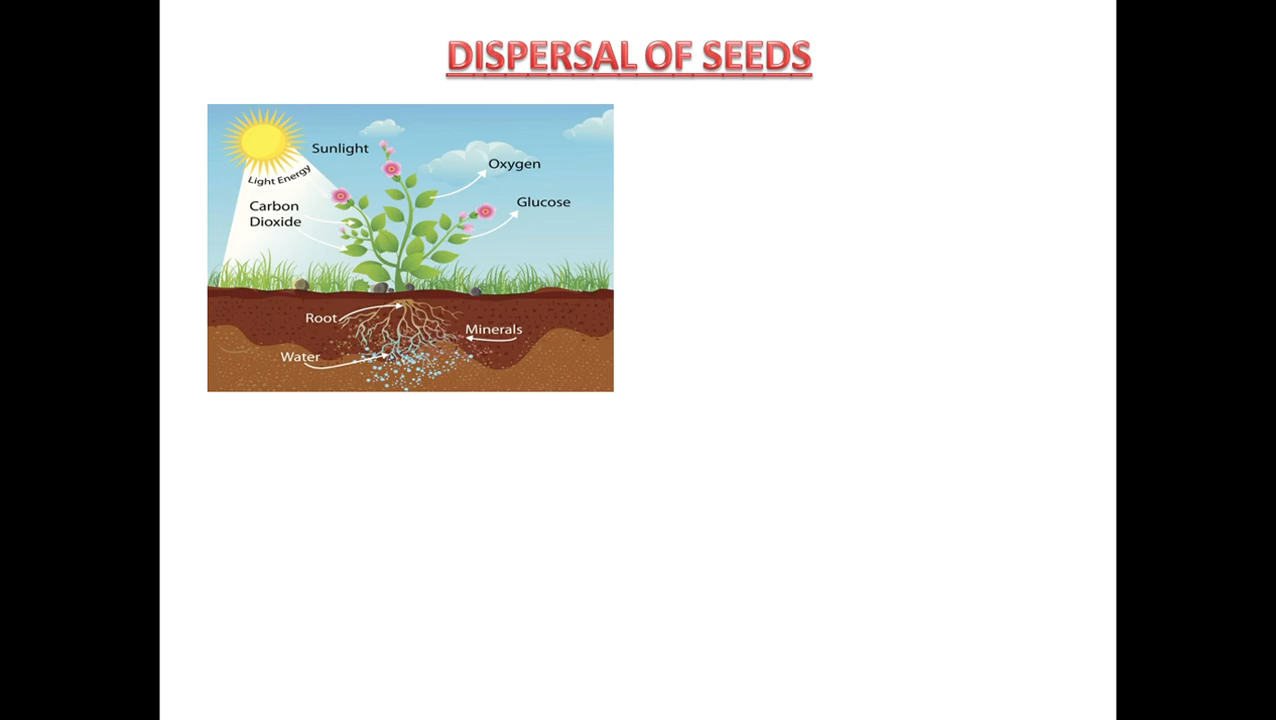 DISPERSAL OF SEEDS
Sunlight
Light Energy
Oxygen
Carbon
Dioxide
Glucose
Root
Minerals
Water